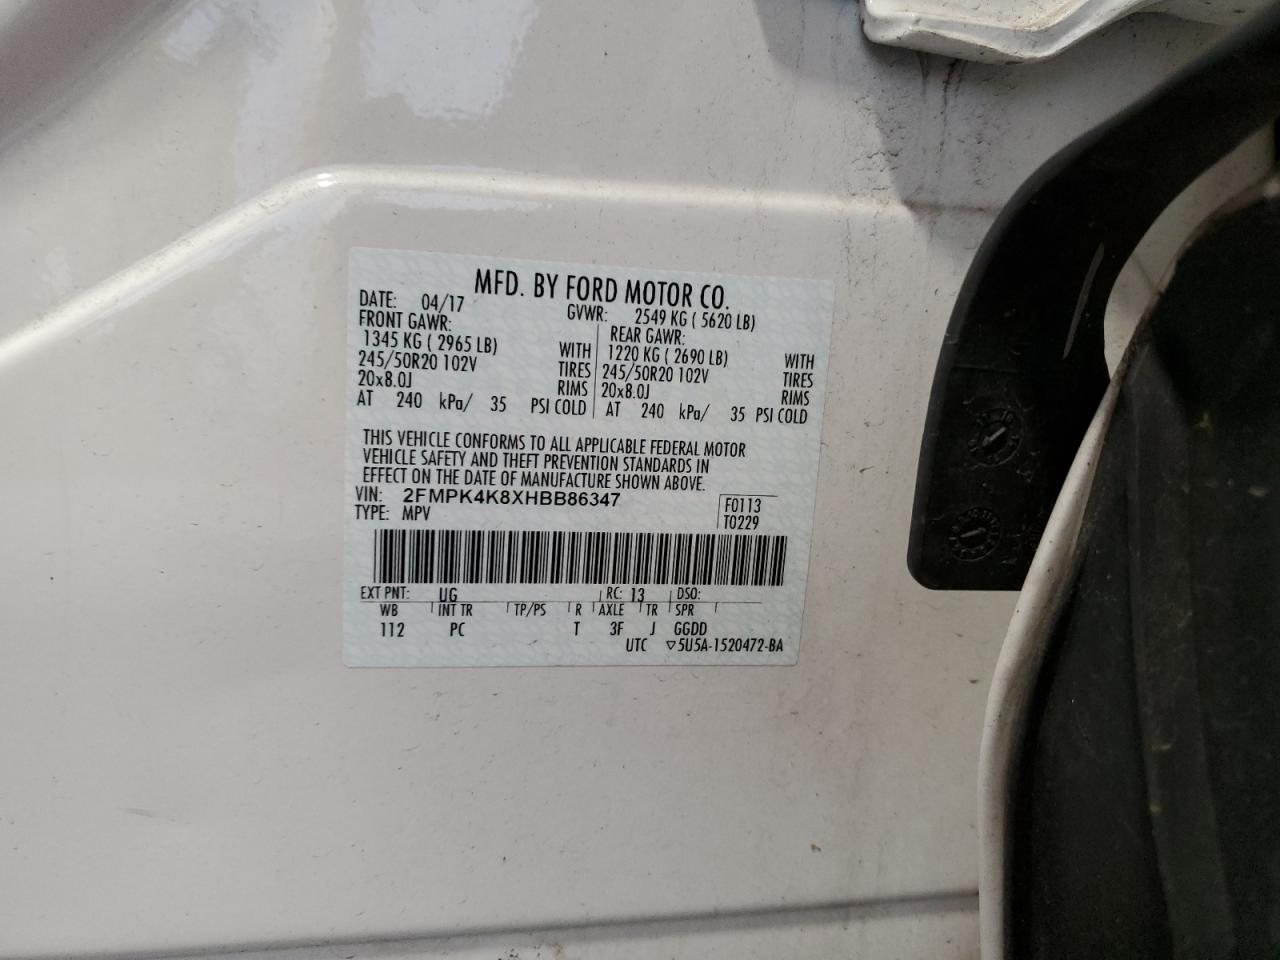 MFD. BY FORD MOTOR CO.
DATE: 04/17 GVWR: 2549 KG ( 5620 LB)
FRONT GAWR: REAR GAWR:
1345 KG ( 2965 LB) WITH 1220 KG ( 2690 LB) WITH
245/50R20 102V TIRES 245/50R20 102V TIRES
20x8.0J RIMS 20x8.0J RIMS
AT 240 kPa/ 35 PSI COLD AT 240 kPa/ 35 PSI COLD
THIS VEHICLE CONFORMS TO ALL APPLICABLE FEDERAL MOTOR
VEHICLE SAFETY AND THEFT PREVENTION STANDARDS IN
EFFECT ON THE DATE OF MANUFACTURE SHOWN ABOVE.
VIN: 2FMPK4K8XHBB86347 F0113
TYPE: MPV T0229
EXT PNT: UG RC: 13 DSO:
WB INT TR TP/PS R AXLE TR SPR
112 PC T 3F J GGDD
UTC ▽5U5A-1520472-BA